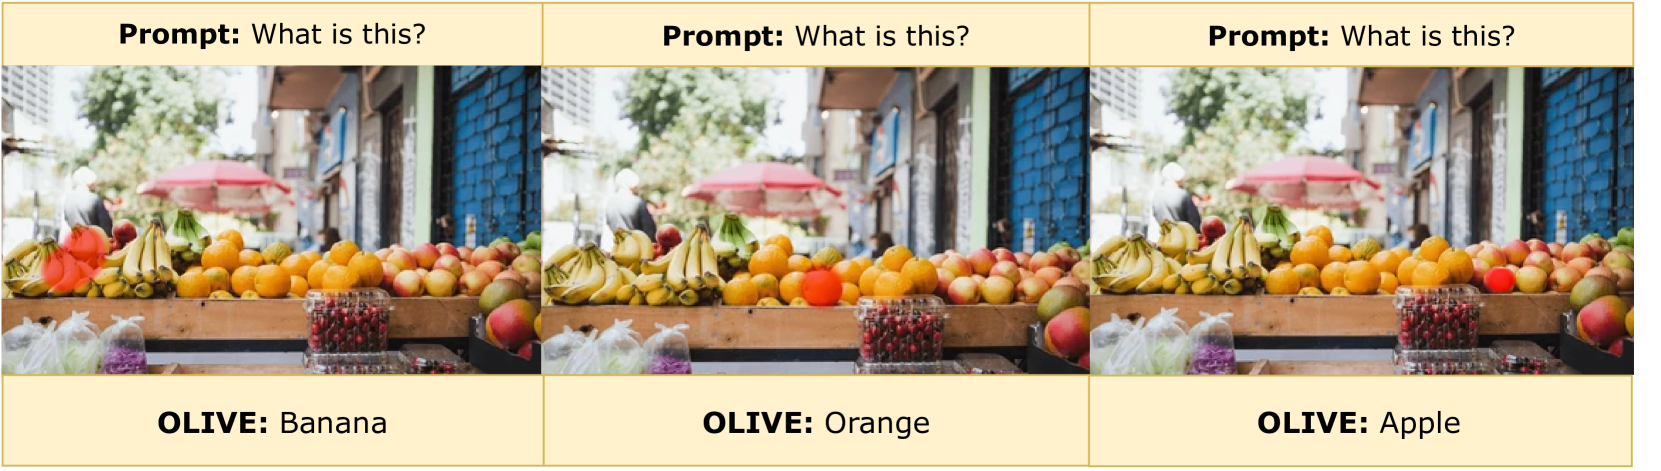 Prompt: What is this?
Prompt: What is this?
Prompt: What is this?
OLIVE: Banana
OLIVE: Orange
OLIVE: Apple